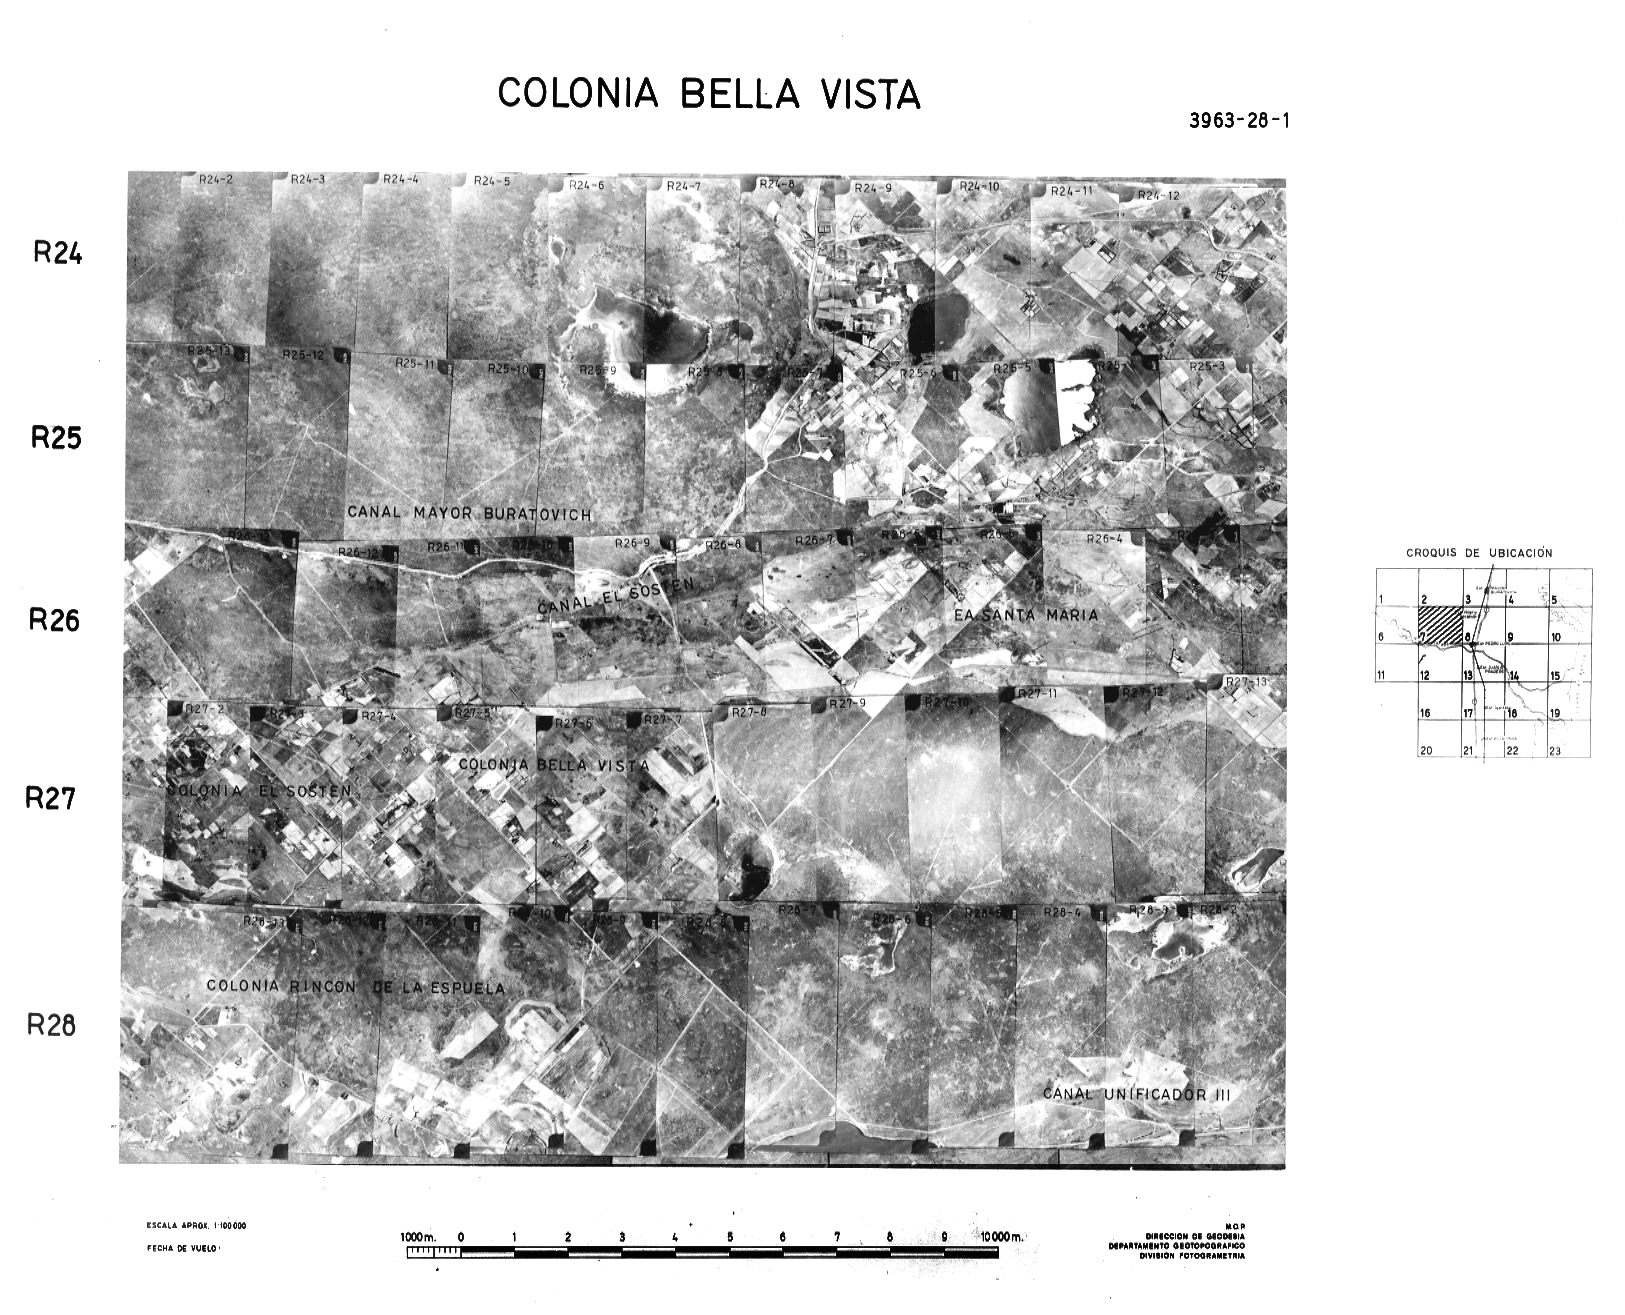 COLONIA BELLA VISTA
3963-28-1
R24-2 R24-3 R24-4 R24-5 R24-6 R24-7 R24-8 R24-9 R24-10 R24-11 R24-12
R24
R25-13 R25-12 R25-11 R25-10 R25-9 R25-8 R25-7 R25-6 R25-5 R25-3
R25
CANAL MAYOR BURATOVICH
R26-12 R26-11 R26-10 R26-9 R26-8 R26-7 R26-6 R26-5 R26-4
CANAL EL SOSTEN
EA. SANTA MARIA
R26
R27-2 R27-3 R27-4 R27-5 R27-6 R27-7 R27-8 R27-9 R27-10 R27-11 R27-12 R27-13
COLONIA BELLA VISTA
COLONIA EL SOSTEN
R27
R28-13 R28-12 R28-11 R28-10 R28-9 R28-8 R28-7 R28-6 R28-5 R28-4 R28-3 R28-2
COLONIA RINCON DE LA ESPUELA
R28
CANAL UNIFICADOR III
CROQUIS DE UBICACIÓN
1 2 3 4 5
6 7 8 9 10
11 12 13 14 15
16 17 18 19
20 21 22 23
ESCALA APROX. 1:100000
FECHA DE VUELO:
1000m. 0 1 2 3 4 5 6 7 8 9 10000m.
M.O.P.
DIRECCION DE GEODESIA
DEPARTAMENTO GEOTOPOGRAFICO
DIVISION FOTOGRAMETRIA